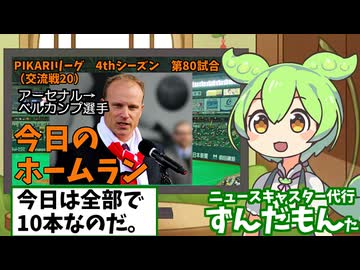 PIKARIリーグ 4thシーズン 第80試合
(交流戦20)
アーセナル→
ベルカンプ選手
今日の
ホームラン
今日は全部で
10本なのだ。
ニュースキャスター代行
ずんだもんた